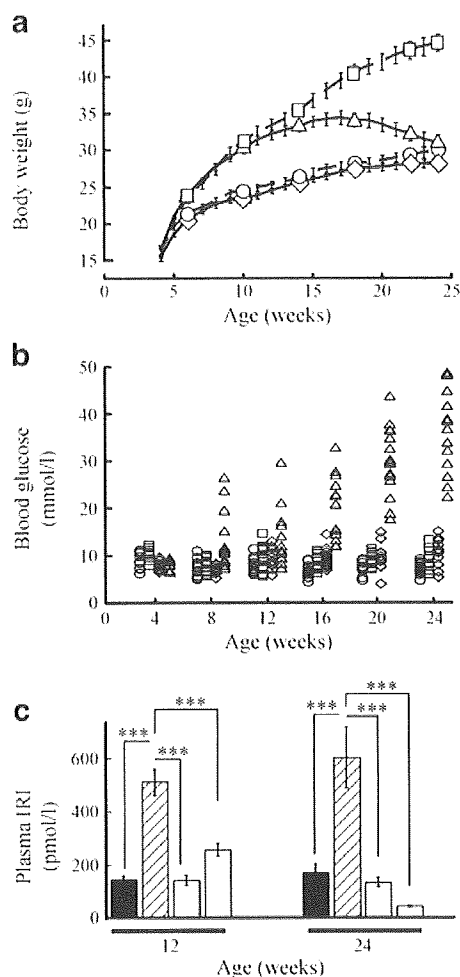 a
45
40
35
30
25
20
15
Body weight (g)
0 5 10 15 20 25
Age (weeks)
b
50
40
30
20
10
0
Blood glucose
(mmol/l)
4 8 12 16 20 24
Age (weeks)
c
*** *** ***
*** *** ***
600
400
200
0
Plasma IRI
(pmol/l)
12 24
Age (weeks)